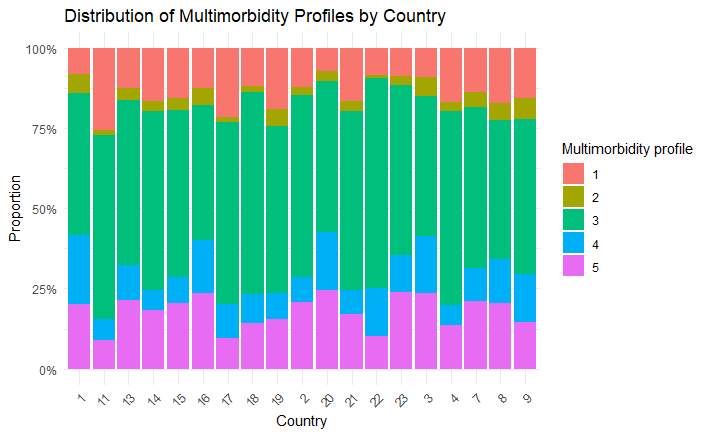 Distribution of Multimorbidity Profiles by Country
100%
75%
50%
25%
0%
Proportion
1 11 13 14 15 16 17 18 19 2 20 21 22 23 3 4 7 8 9
Country
Multimorbidity profile
1
2
3
4
5